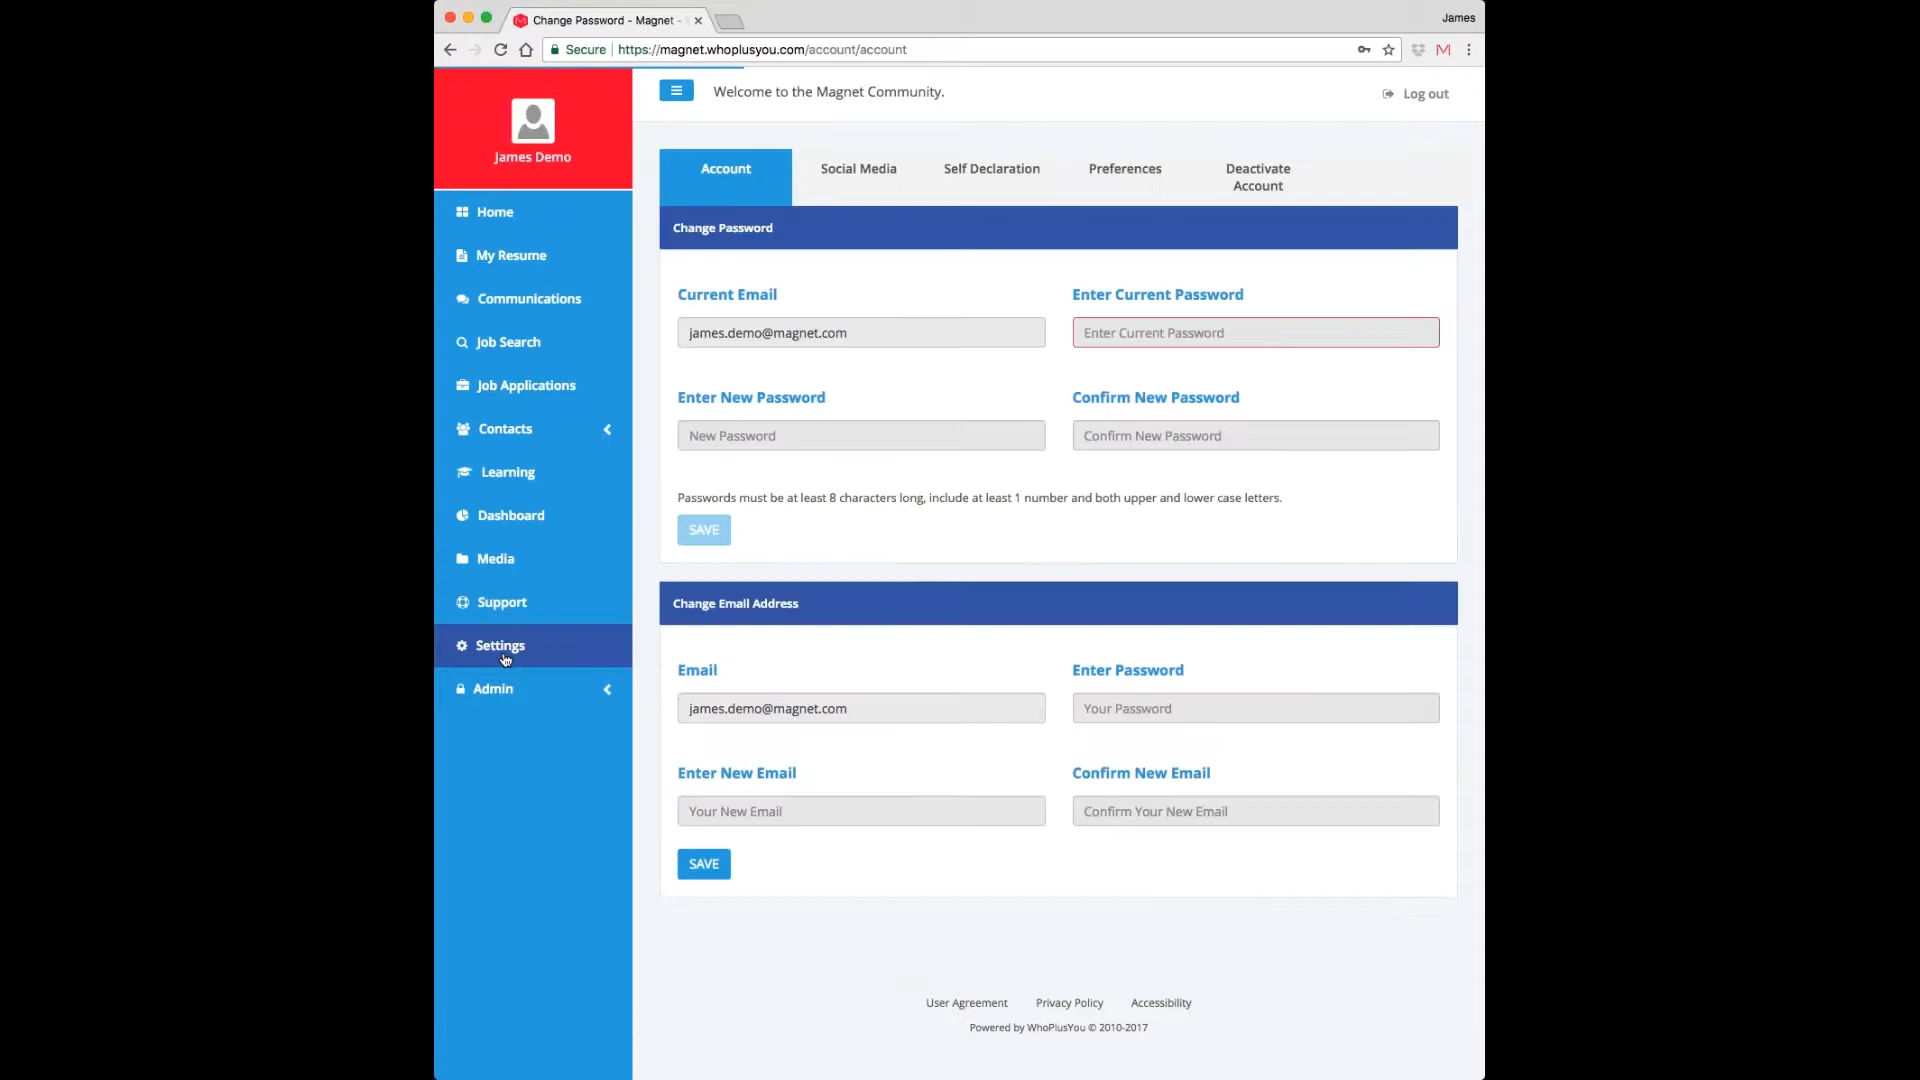 Change Password - Magnet -
James
Secure
https://magnet.whoplusyou.com/account/account
James Demo
Home
My Resume
Communications
Job Search
Job Applications
Contacts
Learning
Dashboard
Media
Support
Settings
Admin
Welcome to the Magnet Community.
Log out
Account
Social Media
Self Declaration
Preferences
Deactivate
Account
Change Password
Current Email
Enter Current Password
james.demo@magnet.com
Enter Current Password
Enter New Password
Confirm New Password
New Password
Confirm New Password
Passwords must be at least 8 characters long, include at least 1 number and both upper and lower case letters.
SAVE
Change Email Address
Email
Enter Password
james.demo@magnet.com
Your Password
Enter New Email
Confirm New Email
Your New Email
Confirm Your New Email
SAVE
User Agreement
Privacy Policy
Accessibility
Powered by WhoPlusYou © 2010-2017